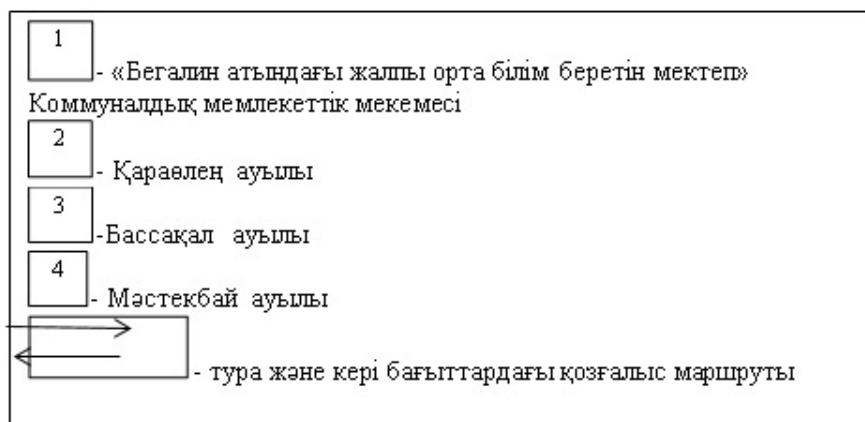 1
- «Бегалин атындағы жалпы орта білім беретін мектеп»
Коммуналдық мемлекеттік мекемесі
2
- Қараөлең ауылы
3
-Бассақал ауылы
4
- Мәстекбай ауылы
- тура және кері бағыттардағы қозғалыс маршруты